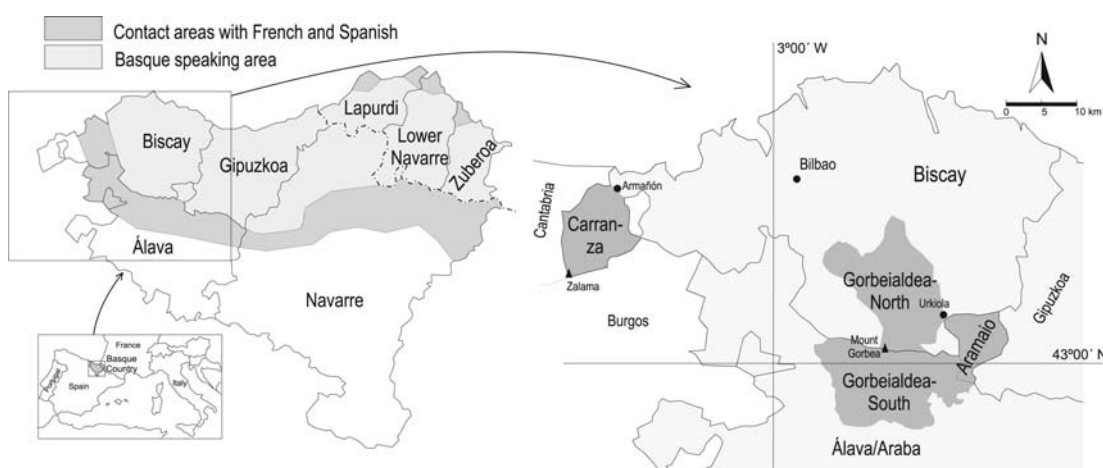 Contact areas with French and Spanish
Basque speaking area
Lapurdi
Biscay
Gipuzkoa
Lower
Navarre
Zuberoa
Álava
Navarre
France
Basque
Country
Portugal
Spain
Italy
3º00´ W
N
0 5 10 km
Bilbao
Biscay
Cantabria
Armañón
Carran-
za
Zalama
Burgos
Gorbeialdea-
North
Urkiola
Gipuzkoa
Mount
Gorbea
Aramaio
43º00´ N
Gorbeialdea-
South
Álava/Araba